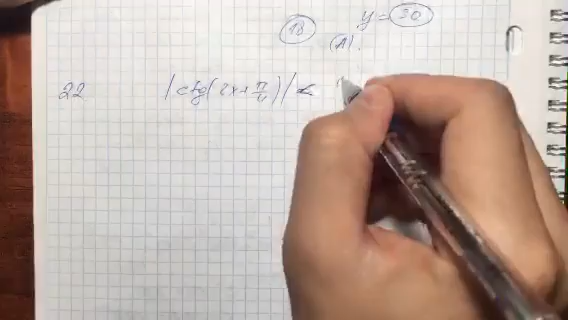 18 y = 30
(A).
22 |ctg(2x+π/4)|<